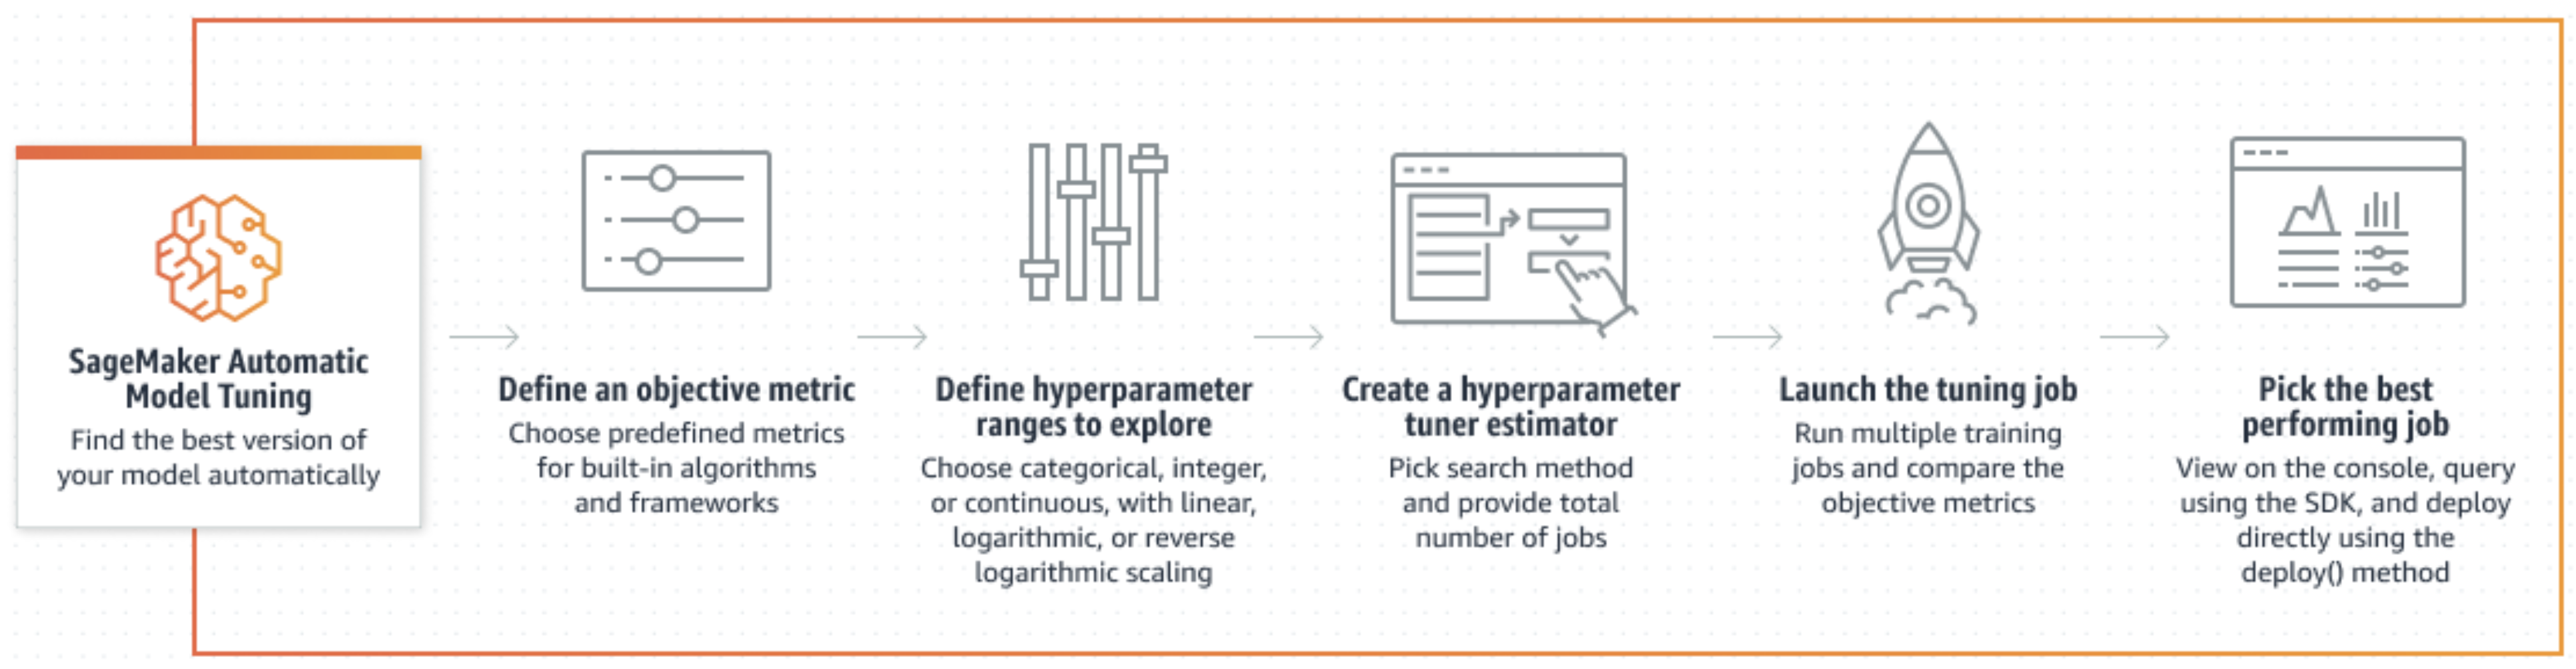 SageMaker Automatic
Model Tuning
Find the best version of
your model automatically
Define an objective metric
Choose predefined metrics
for built-in algorithms
and frameworks
Define hyperparameter
ranges to explore
Choose categorical, integer,
or continuous, with linear,
logarithmic, or reverse
logarithmic scaling
Create a hyperparameter
tuner estimator
Pick search method
and provide total
number of jobs
Launch the tuning job
Run multiple training
jobs and compare the
objective metrics
Pick the best
performing job
View on the console, query
using the SDK, and deploy
directly using the
deploy() method